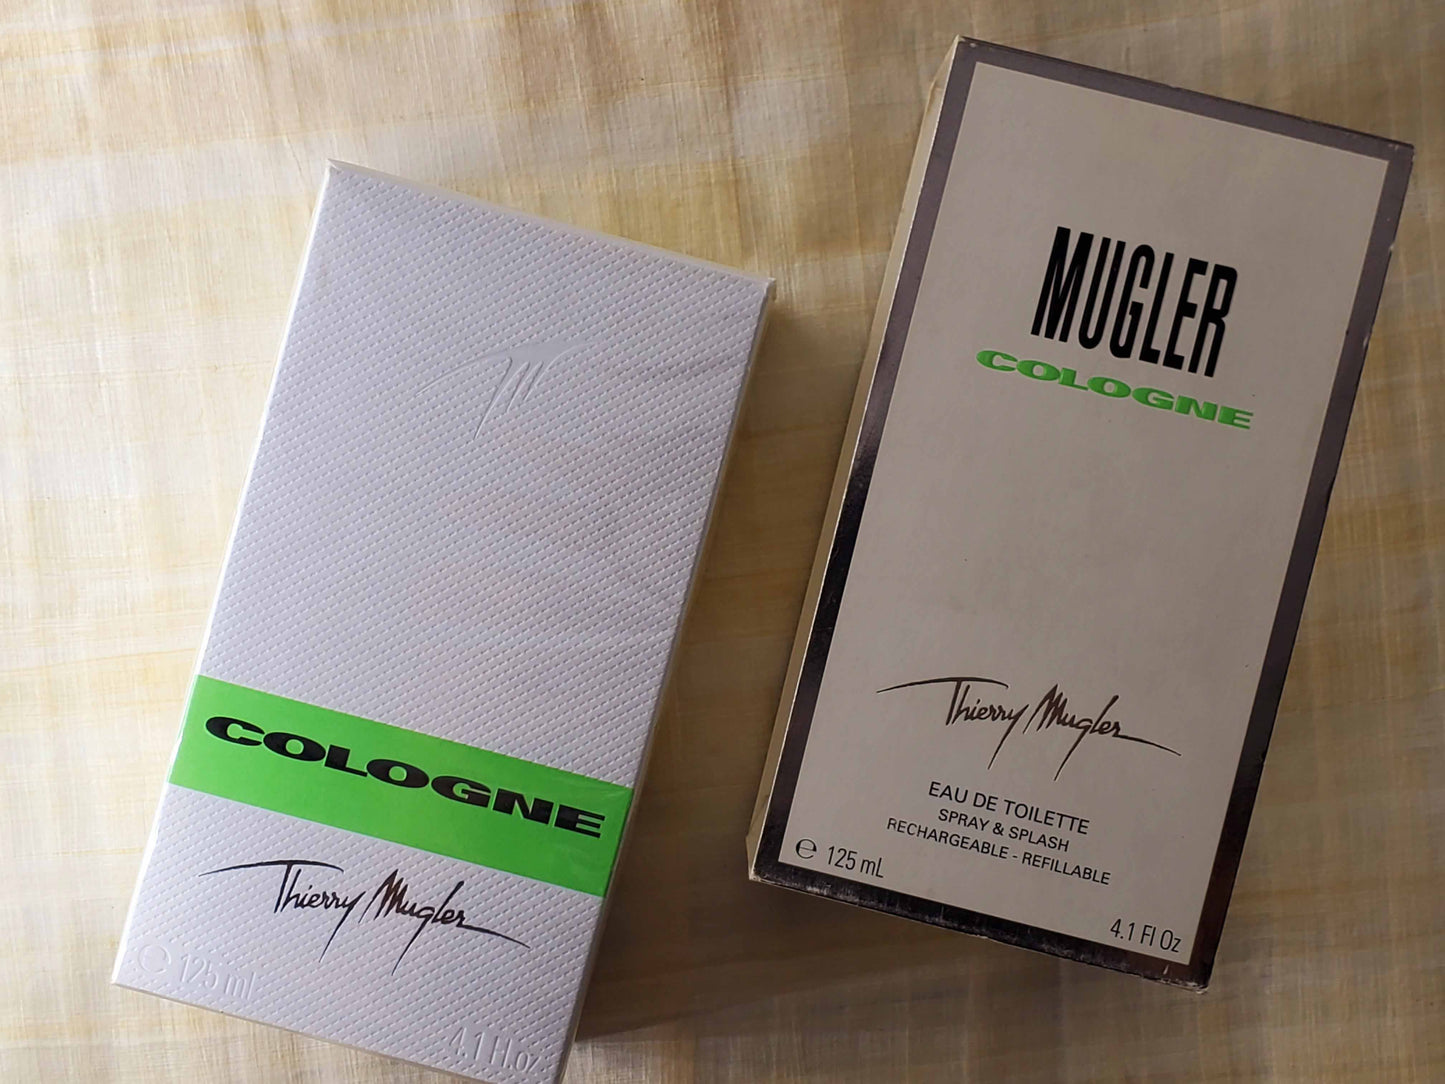 COLOGNE
Thierry Mugler
℮ 125 ml
4.1 fl oz
MUGLER
COLOGNE
Thierry Mugler
EAU DE TOILETTE
SPRAY & SPLASH
RECHARGEABLE - REFILLABLE
℮ 125 mL
4.1 Fl Oz